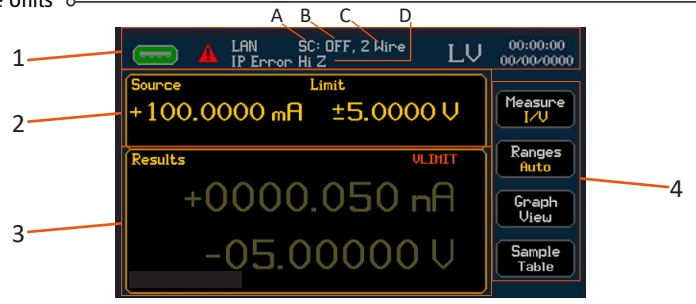 e Units
A B C D
1
LAN SC: OFF, 2 Wire LV 00:00:00
IP Error Hi Z 00/00/0000
2
Source Limit
+100.0000 mA ±5.0000 V
Measure
I/V
Results VLIMIT
Ranges
Auto
4
+0000.050 nA
Graph
View
3
-05.00000 V
Sample
Table